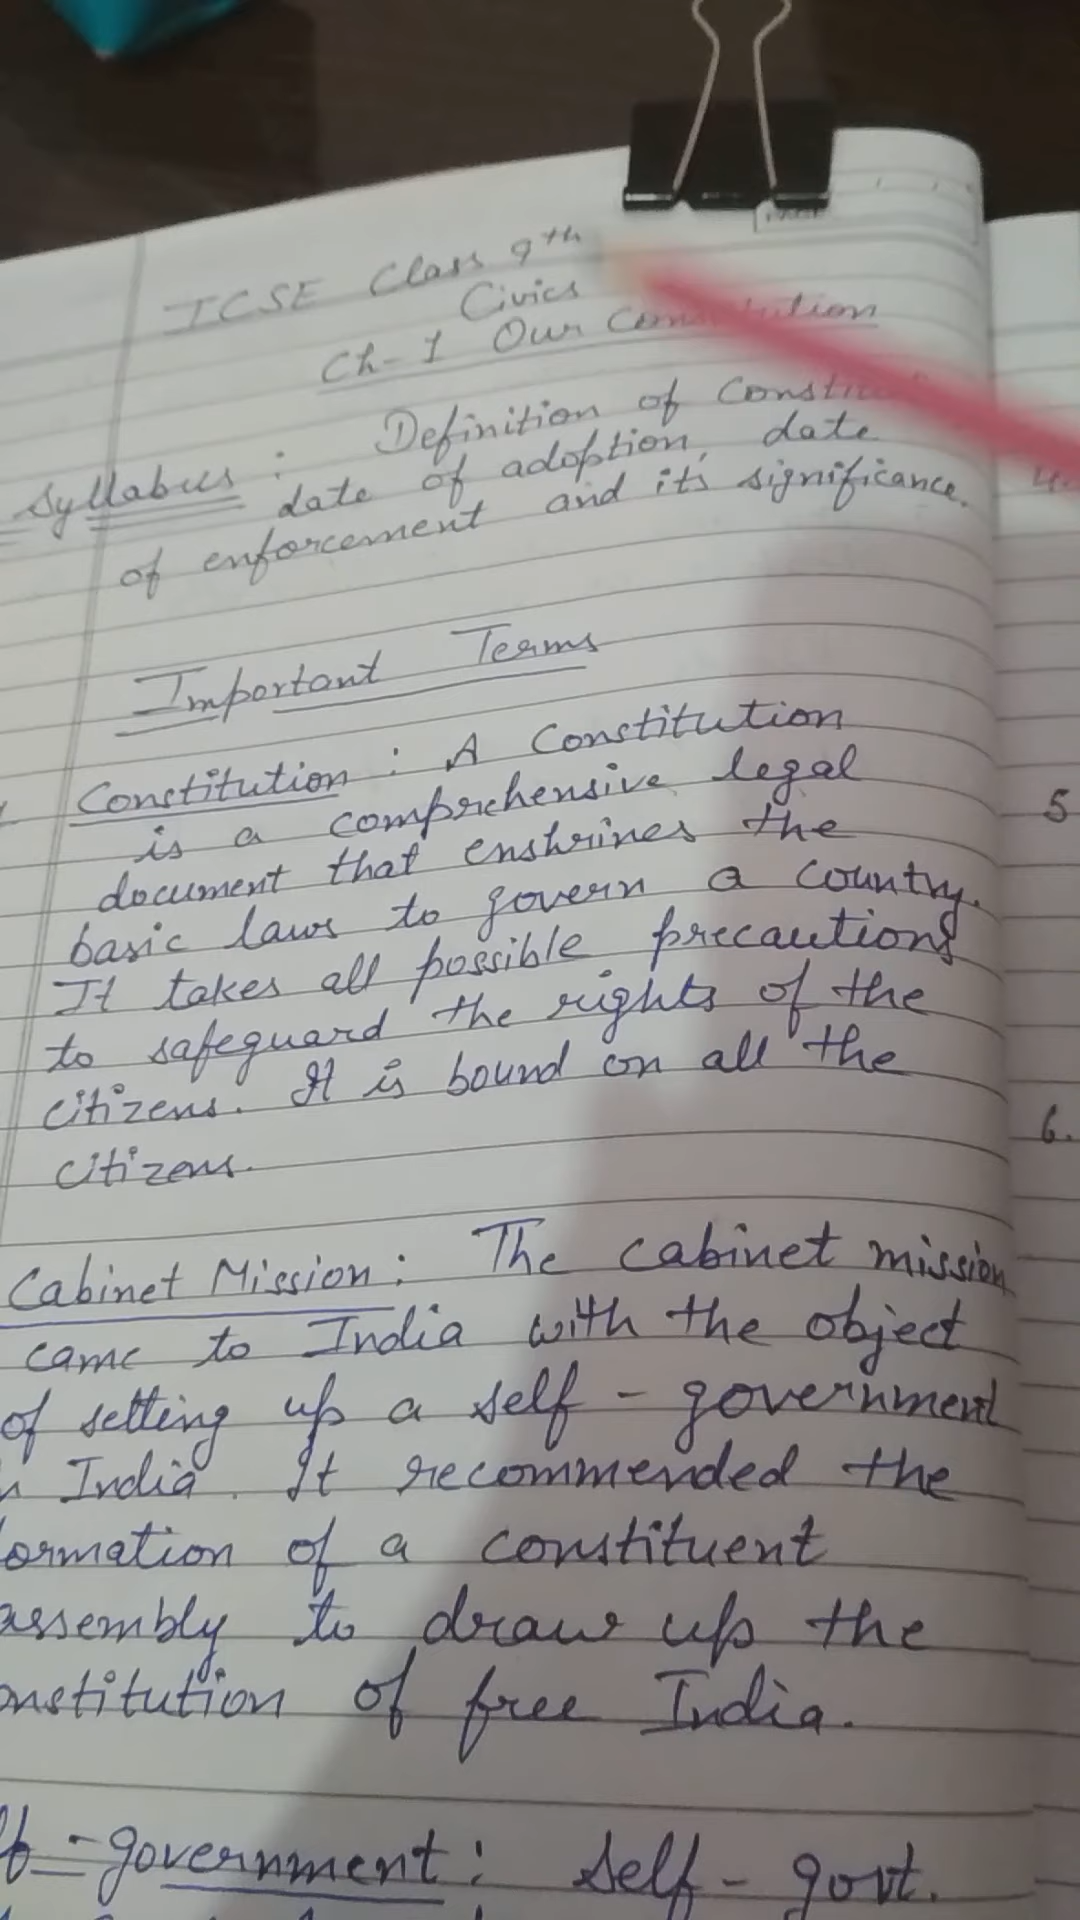 ICSE Class 9th
Civics
Ch-1 Our
Syllabus : Definition of
date of adoption, date
of enforcement and its significance.
Important Terms
Constitution : A Constitution
is a comprehensive legal
document that enshrines the
basic laws to govern a country.
It takes all possible precautions
to safeguard the rights of the
citizens. It is bound on all the
citizens.
Cabinet Mission : The cabinet mission
came to India with the object
of setting up a self - government
India. It recommended the
ormation of a constituent
assembly to draw up the
onstitution of free India.
- government : Self - govt.
5
6.